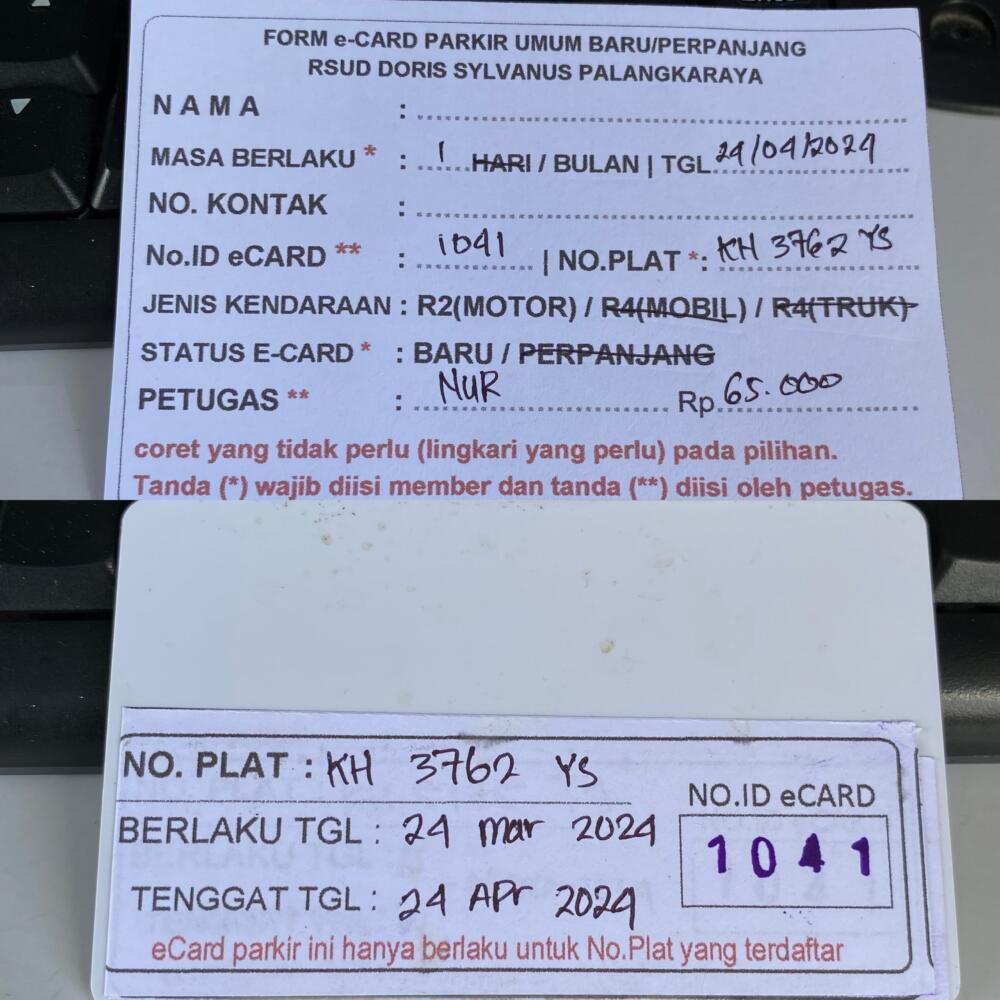 FORM e-CARD PARKIR UMUM BARU/PERPANJANG
RSUD DORIS SYLVANUS PALANGKARAYA
N A M A :
MASA BERLAKU * : 1 HARI / BULAN | TGL 24/04/2024
NO. KONTAK :
No.ID eCARD ** : 1041 | NO.PLAT *: KH 3762 YS
JENIS KENDARAAN : R2(MOTOR) / R4(MOBIL) / R4(TRUK)
STATUS E-CARD * : BARU / PERPANJANG
PETUGAS ** : NUR Rp 65.000
coret yang tidak perlu (lingkari yang perlu) pada pilihan.
Tanda (*) wajib diisi member dan tanda (**) diisi oleh petugas.
NO. PLAT : KH 3762 YS
NO.ID eCARD
BERLAKU TGL : 24 Mar 2024
1041
TENGGAT TGL : 24 APr 2024
eCard parkir ini hanya berlaku untuk No.Plat yang terdaftar